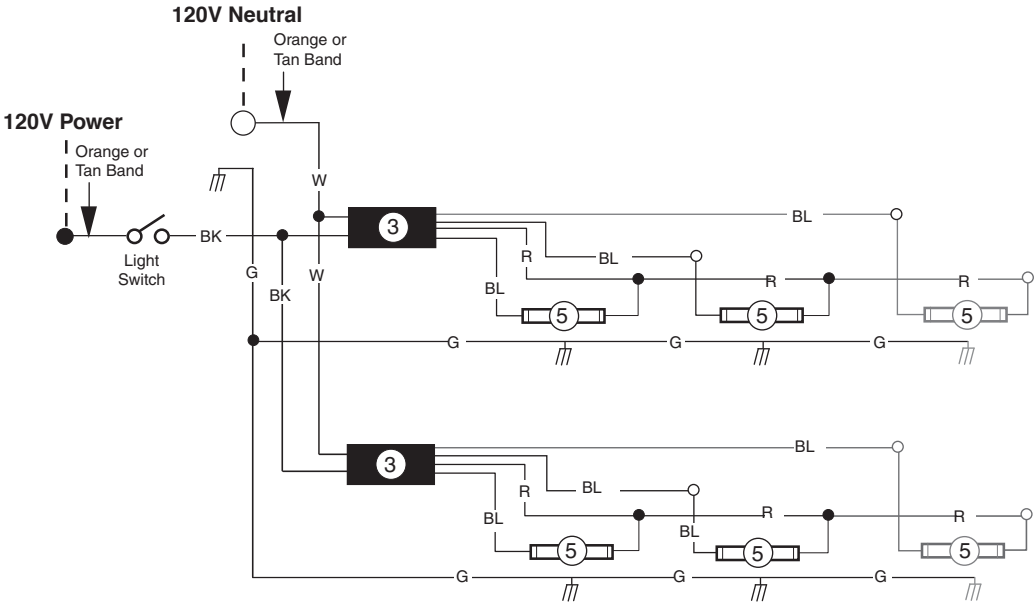 120V Neutral
Orange or
Tan Band
120V Power
Orange or
Tan Band
W
3
BL
BK
Light
Switch
R
BL
G
W
R
R
BK
BL
5
5
5
G
G
G
BL
3
R
BL
R
R
BL
BL
5
5
5
G
G
G